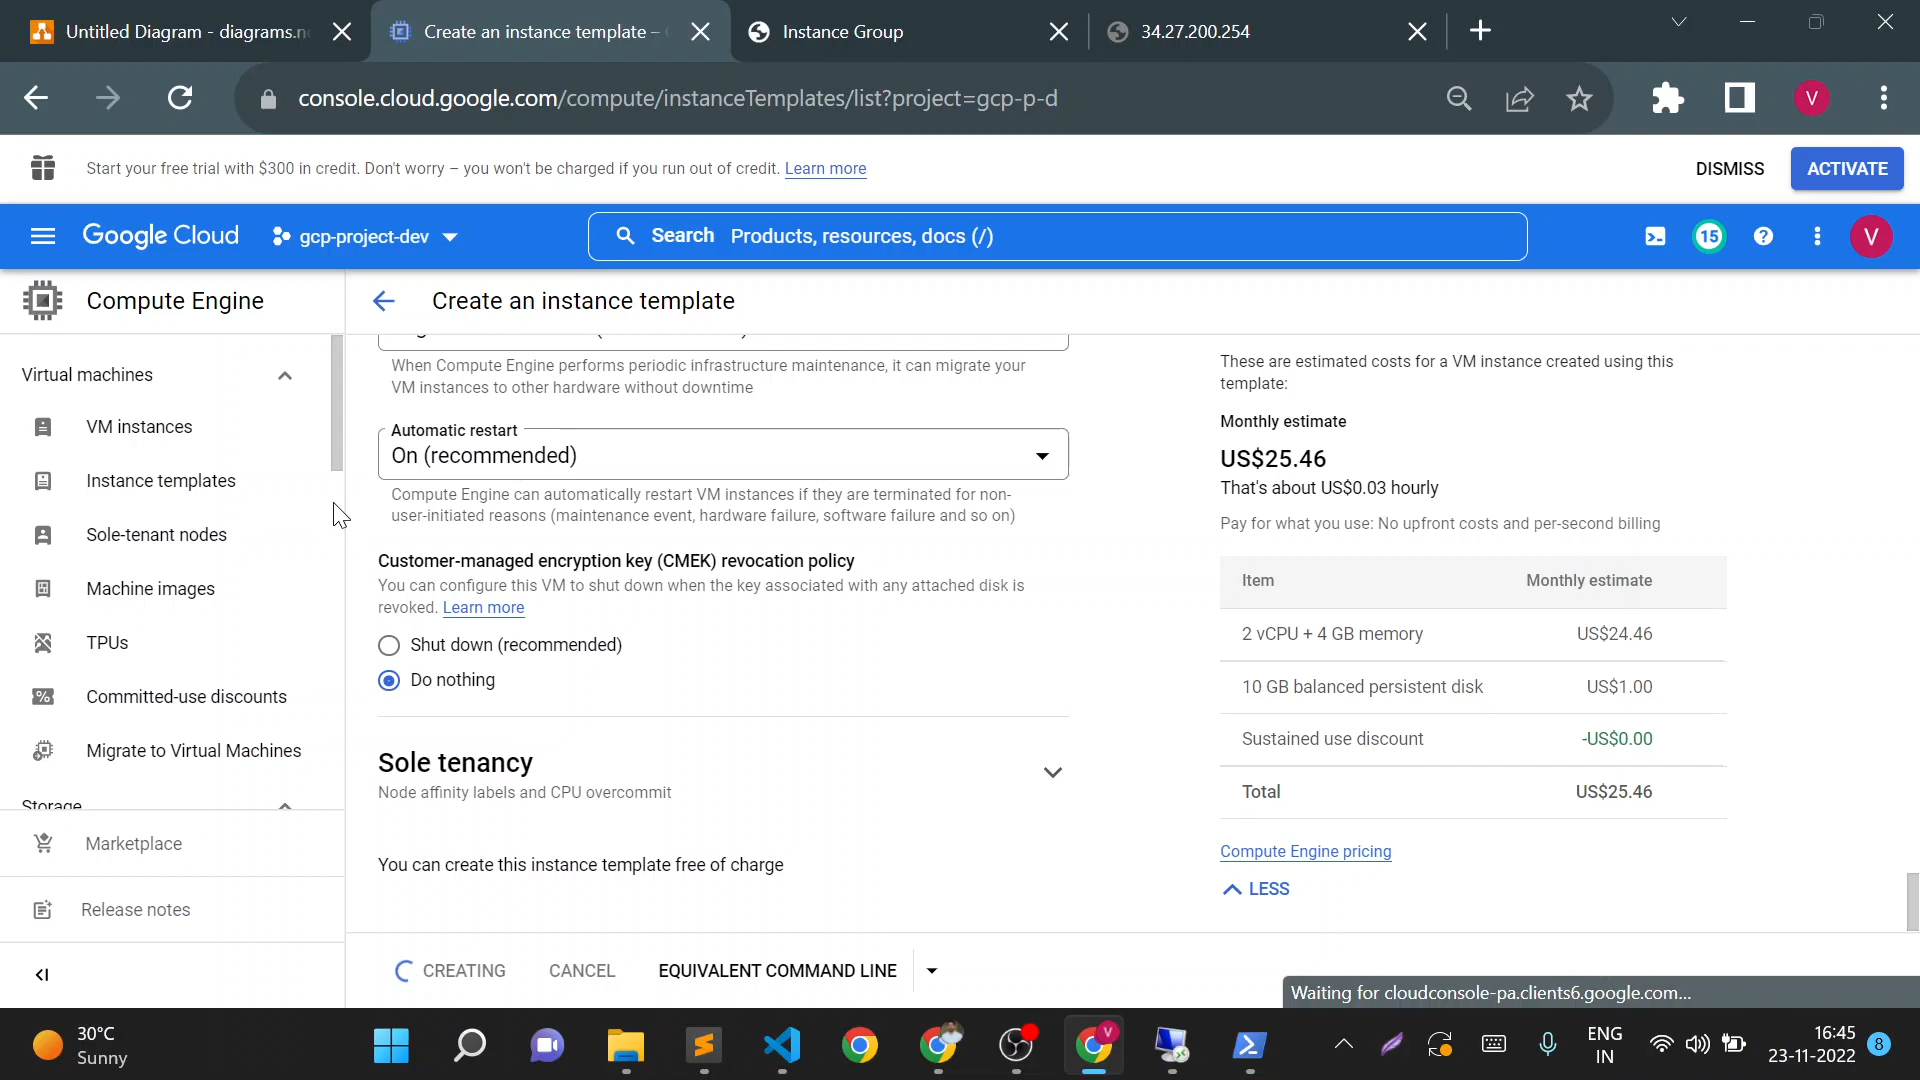 Untitled Diagram - diagrams.n
Create an instance template –
Instance Group
34.27.200.254
console.cloud.google.com/compute/instanceTemplates/list?project=gcp-p-d
V
Start your free trial with $300 in credit. Don't worry – you won't be charged if you run out of credit. Learn more
DISMISS
ACTIVATE
Google Cloud
gcp-project-dev
Search Products, resources, docs (/)
15
V
Compute Engine
Create an instance template
Virtual machines
VM instances
Instance templates
Sole-tenant nodes
Machine images
TPUs
Committed-use discounts
Migrate to Virtual Machines
Storage
Marketplace
Release notes
When Compute Engine performs periodic infrastructure maintenance, it can migrate your
VM instances to other hardware without downtime
Automatic restart
On (recommended)
Compute Engine can automatically restart VM instances if they are terminated for non-
user-initiated reasons (maintenance event, hardware failure, software failure and so on)
Customer-managed encryption key (CMEK) revocation policy
You can configure this VM to shut down when the key associated with any attached disk is
revoked. Learn more
Shut down (recommended)
Do nothing
Sole tenancy
Node affinity labels and CPU overcommit
You can create this instance template free of charge
CREATING
CANCEL
EQUIVALENT COMMAND LINE
These are estimated costs for a VM instance created using this
template:
Monthly estimate
US$25.46
That's about US$0.03 hourly
Pay for what you use: No upfront costs and per-second billing
Item Monthly estimate
2 vCPU + 4 GB memory US$24.46
10 GB balanced persistent disk US$1.00
Sustained use discount -US$0.00
Total US$25.46
Compute Engine pricing
LESS
Waiting for cloudconsole-pa.clients6.google.com...
30°C
Sunny
V
ENG
IN
16:45
23-11-2022
8